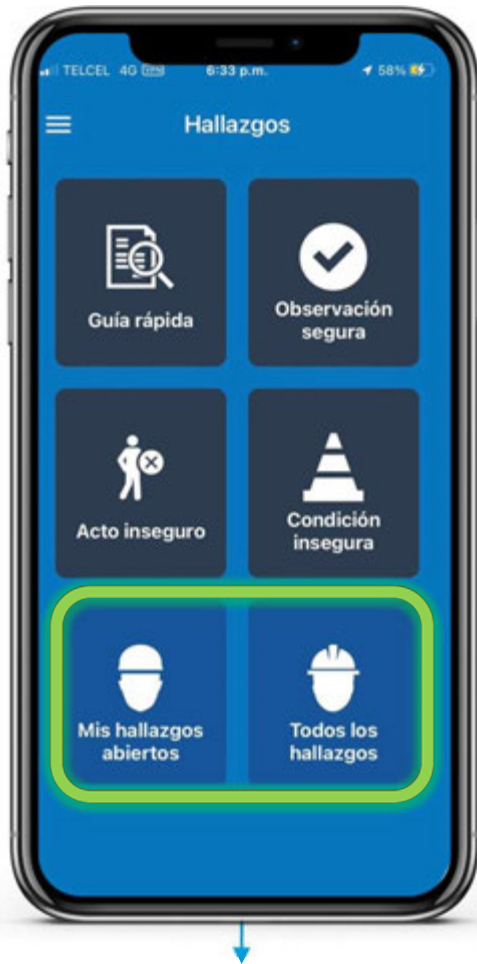 TELCEL 4G VPN 6:33 p.m. 58%
Hallazgos
Guía rápida
Observación
segura
Acto inseguro
Condición
insegura
Mis hallazgos
abiertos
Todos los
hallazgos